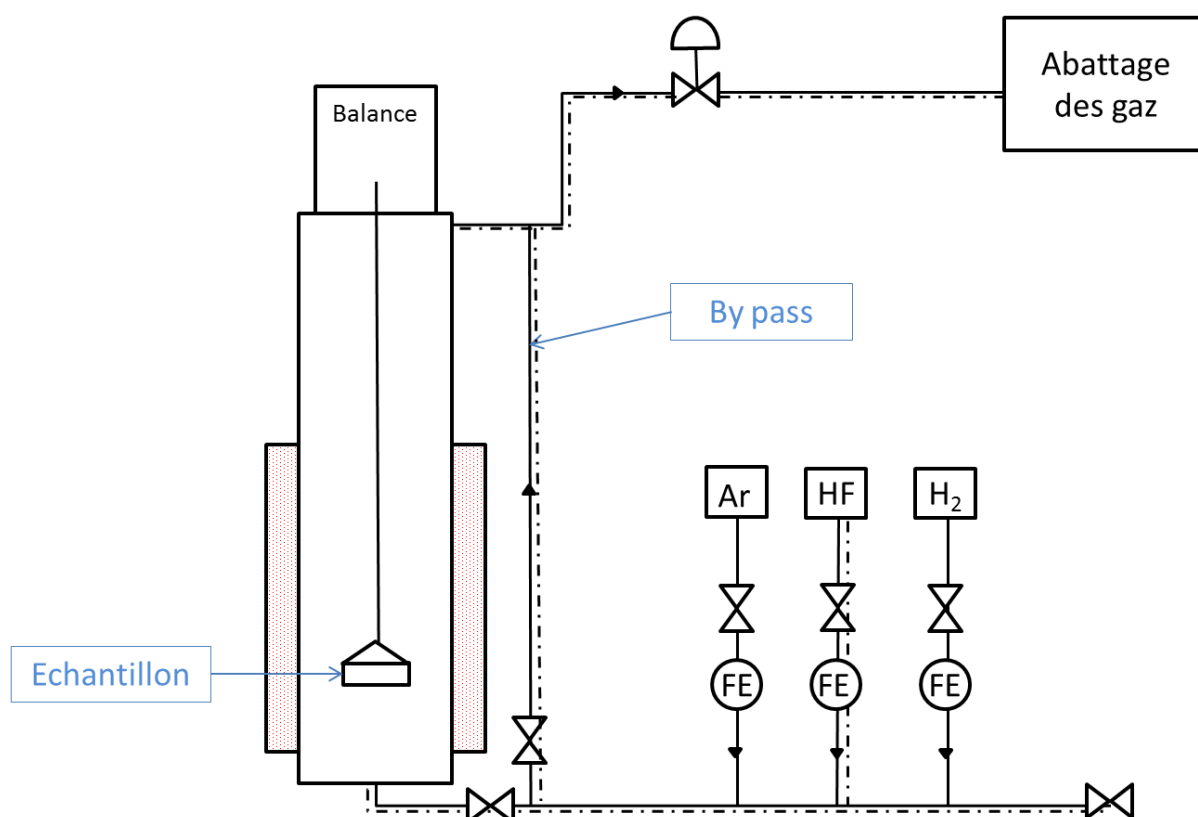 Abattage
des gaz
Balance
By pass
Ar
HF
H₂
Echantillon
FE
FE
FE